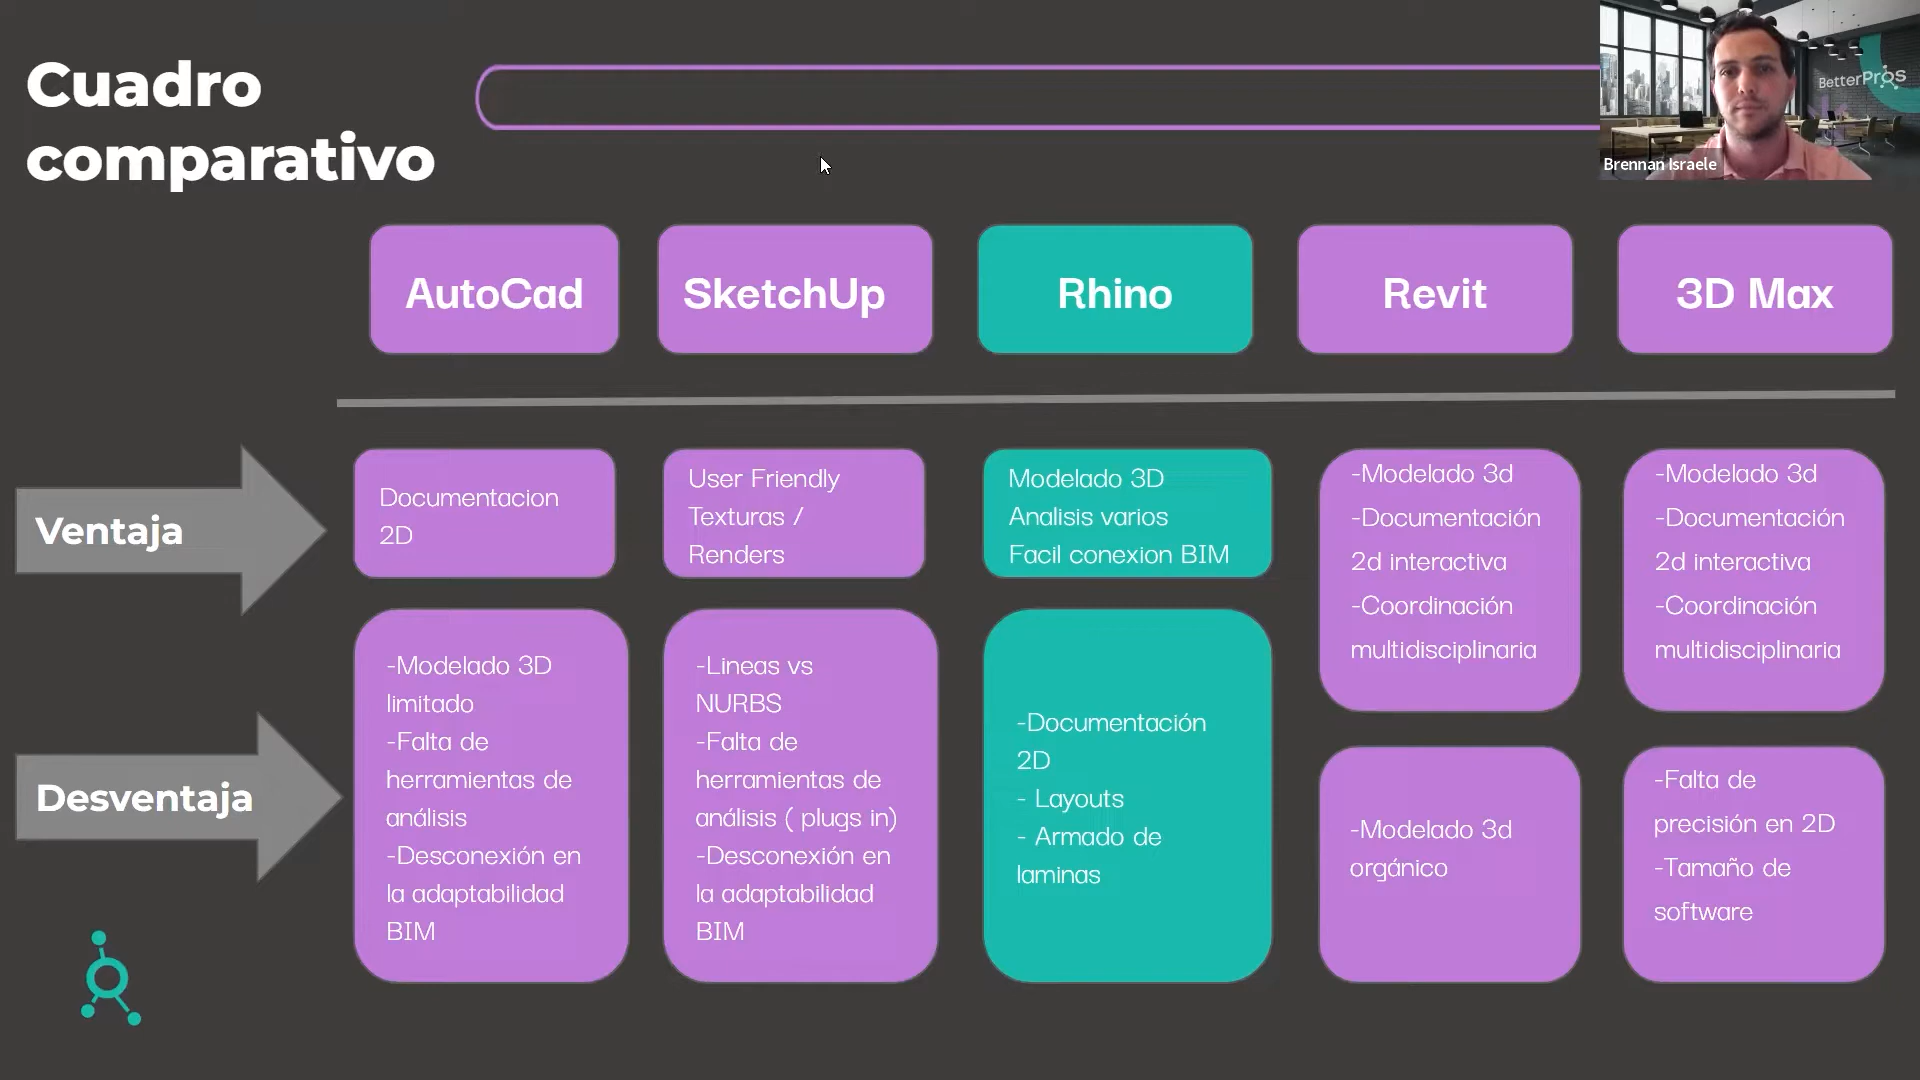 Cuadro
comparativo
BetterPros
Brennan Israele
AutoCad
SketchUp
Rhino
Revit
3D Max
Ventaja
Documentacion
2D
User Friendly
Texturas /
Renders
Modelado 3D
Analisis varios
Facil conexion BIM
-Modelado 3d
-Documentación
2d interactiva
-Coordinación
multidisciplinaria
-Modelado 3d
-Documentación
2d interactiva
-Coordinación
multidisciplinaria
Desventaja
-Modelado 3D
limitado
-Falta de
herramientas de
análisis
-Desconexión en
la adaptabilidad
BIM
-Lineas vs
NURBS
-Falta de
herramientas de
análisis ( plugs in)
-Desconexión en
la adaptabilidad
BIM
-Documentación
2D
- Layouts
- Armado de
laminas
-Modelado 3d
orgánico
-Falta de
precisión en 2D
-Tamaño de
software